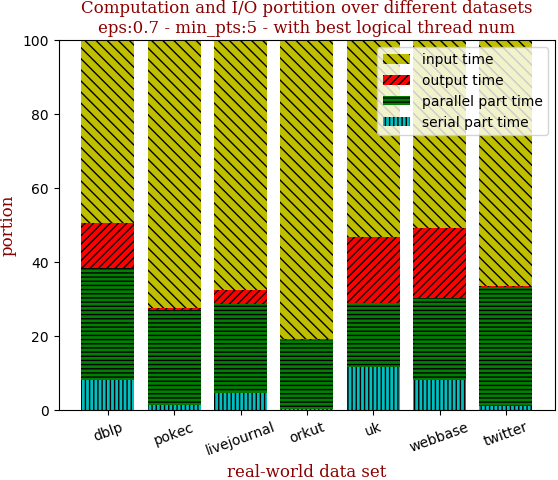 Computation and I/O portition over different datasets
eps:0.7 - min_pts:5 - with best logical thread num
input time
output time
parallel part time
serial part time
100
80
60
40
20
0
portion
dblp
pokec
livejournal
orkut
uk
webbase
twitter
real-world data set